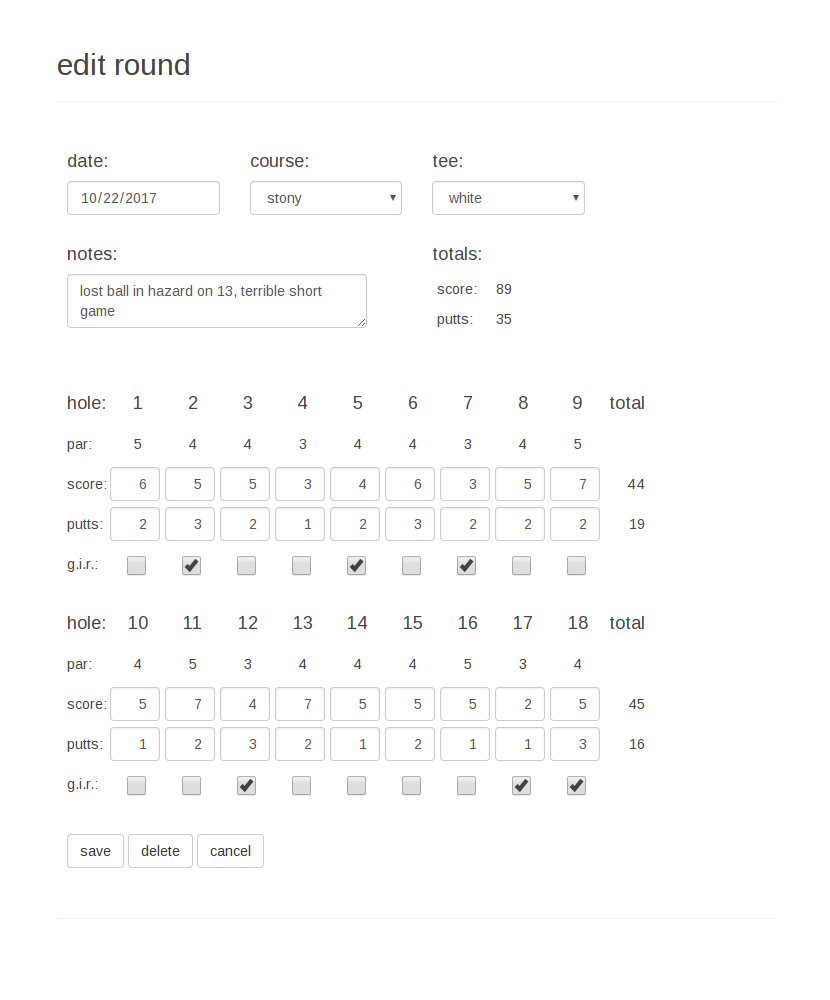 edit round
date: course: tee:
10/22/2017 stony white
notes: totals:
lost ball in hazard on 13, terrible short
game
score: 89
putts: 35
hole: 1 2 3 4 5 6 7 8 9 total
par: 5 4 4 3 4 4 3 4 5
score: 6 5 5 3 4 6 3 5 7 44
putts: 2 3 2 1 2 3 2 2 2 19
g.i.r.:
hole: 10 11 12 13 14 15 16 17 18 total
par: 4 5 3 4 4 4 5 3 4
score: 5 7 4 7 5 5 5 2 5 45
putts: 1 2 3 2 1 2 1 1 3 16
g.i.r.:
save delete cancel